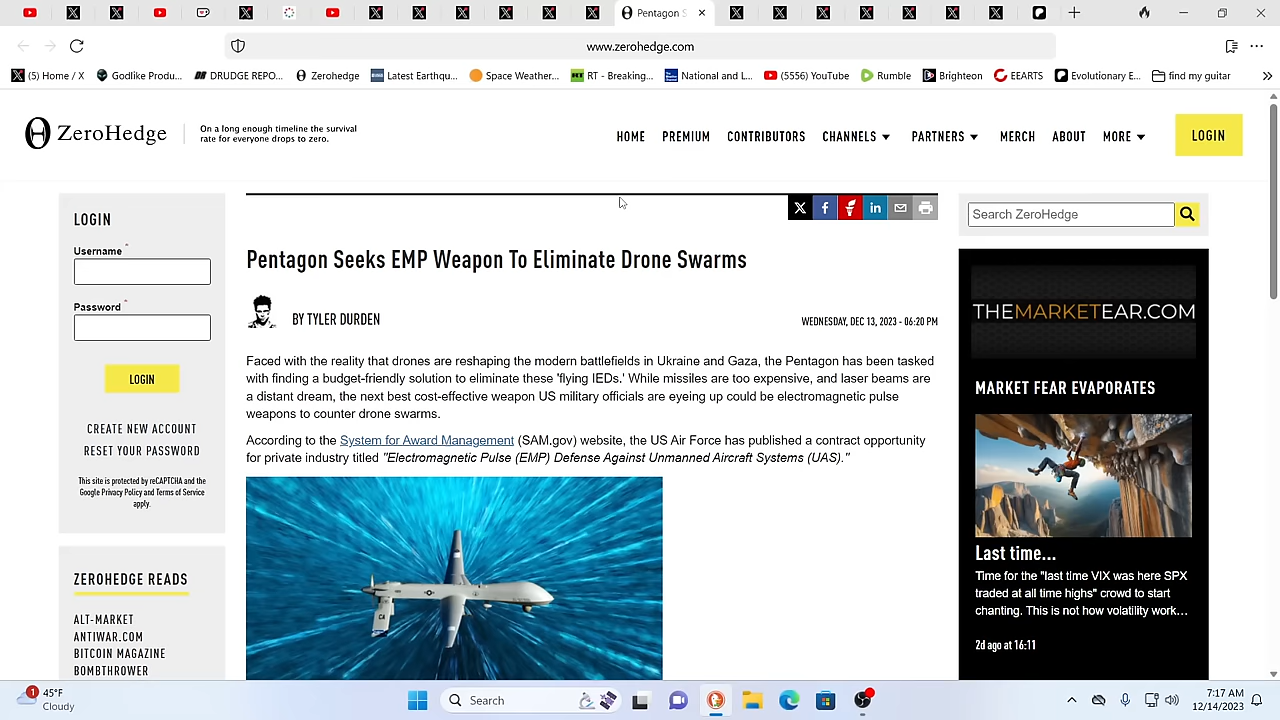 Pentagon S
www.zerohedge.com
(5) Home / X
Godlike Produ...
DRUDGE REPO...
Zerohedge
Latest Earthqu...
Space Weather...
RT - Breaking...
National and L...
(5556) YouTube
Rumble
Brighteon
EEARTS
Evolutionary E...
find my guitar
ZeroHedge
On a long enough timeline the survival
rate for everyone drops to zero.
HOME
PREMIUM
CONTRIBUTORS
CHANNELS
PARTNERS
MERCH
ABOUT
MORE
LOGIN
LOGIN
Username *
Password *
LOGIN
CREATE NEW ACCOUNT
RESET YOUR PASSWORD
This site is protected by reCAPTCHA and the
Google Privacy Policy and Terms of Service
apply.
ZEROHEDGE READS
ALT-MARKET
ANTIWAR.COM
BITCOIN MAGAZINE
BOMBTHROWER
Pentagon Seeks EMP Weapon To Eliminate Drone Swarms
BY TYLER DURDEN
WEDNESDAY, DEC 13, 2023 - 06:20 PM
Faced with the reality that drones are reshaping the modern battlefields in Ukraine and Gaza, the Pentagon has been tasked
with finding a budget-friendly solution to eliminate these 'flying IEDs.' While missiles are too expensive, and laser beams are
a distant dream, the next best cost-effective weapon US military officials are eyeing up could be electromagnetic pulse
weapons to counter drone swarms.
According to the System for Award Management (SAM.gov) website, the US Air Force has published a contract opportunity
for private industry titled "Electromagnetic Pulse (EMP) Defense Against Unmanned Aircraft Systems (UAS)."
CA
Search ZeroHedge
THEMARKETEAR.COM
MARKET FEAR EVAPORATES
Last time...
Time for the "last time VIX was here SPX
traded at all time highs" crowd to start
chanting. This is not how volatility work...
2d ago at 16:11
1
45°F
Cloudy
Search
7:17 AM
12/14/2023